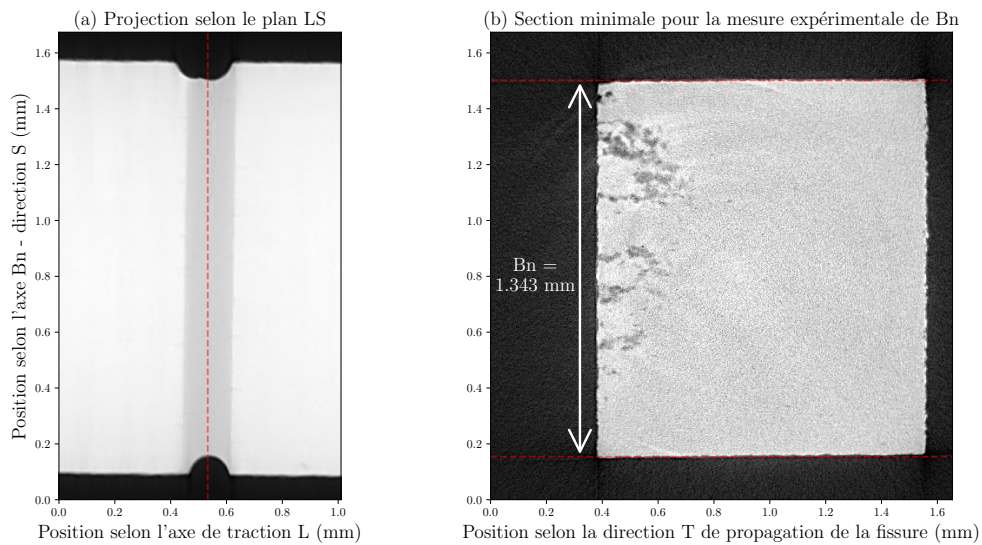 (a) Projection selon le plan LS
Position selon l'axe Bn - direction S (mm)
1.6
1.4
1.2
1.0
0.8
0.6
0.4
0.2
0.0
0.0 0.2 0.4 0.6 0.8 1.0
Position selon l'axe de traction L (mm)
(b) Section minimale pour la mesure expérimentale de Bn
1.6
1.4
1.2
1.0
0.8
0.6
0.4
0.2
0.0
Bn =
1.343 mm
0.0 0.2 0.4 0.6 0.8 1.0 1.2 1.4 1.6
Position selon la direction T de propagation de la fissure (mm)